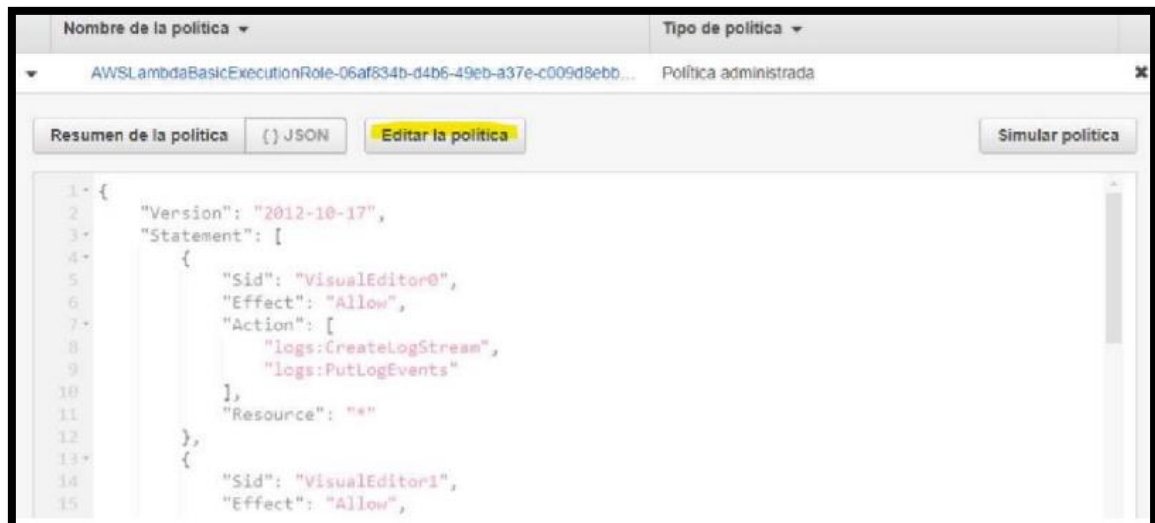 Nombre de la política Tipo de política
AWSLambdaBasicExecutionRole-06af834b-d4b6-49eb-a37e-c009d8ebb... Política administrada
Resumen de la política {} JSON Editar la política Simular política
1 {
2 "Version": "2012-10-17",
3 "Statement": [
4 {
5 "Sid": "VisualEditor0",
6 "Effect": "Allow",
7 "Action": [
8 "logs:CreateLogStream",
9 "logs:PutLogEvents"
10 ],
11 "Resource": "*"
12 },
13 {
14 "Sid": "VisualEditor1",
15 "Effect": "Allow",